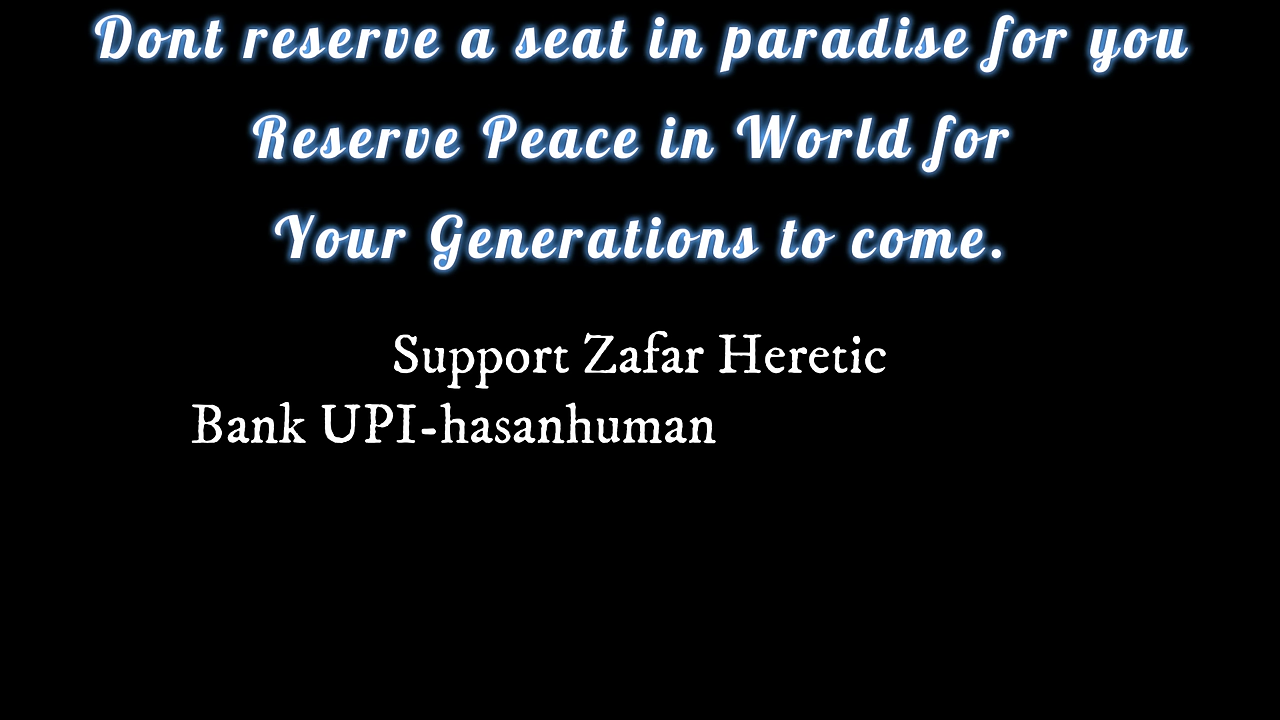 Dont reserve a seat in paradise for you
Reserve Peace in World for
Your Generations to come.
Support Zafar Heretic
Bank UPI-hasanhuman